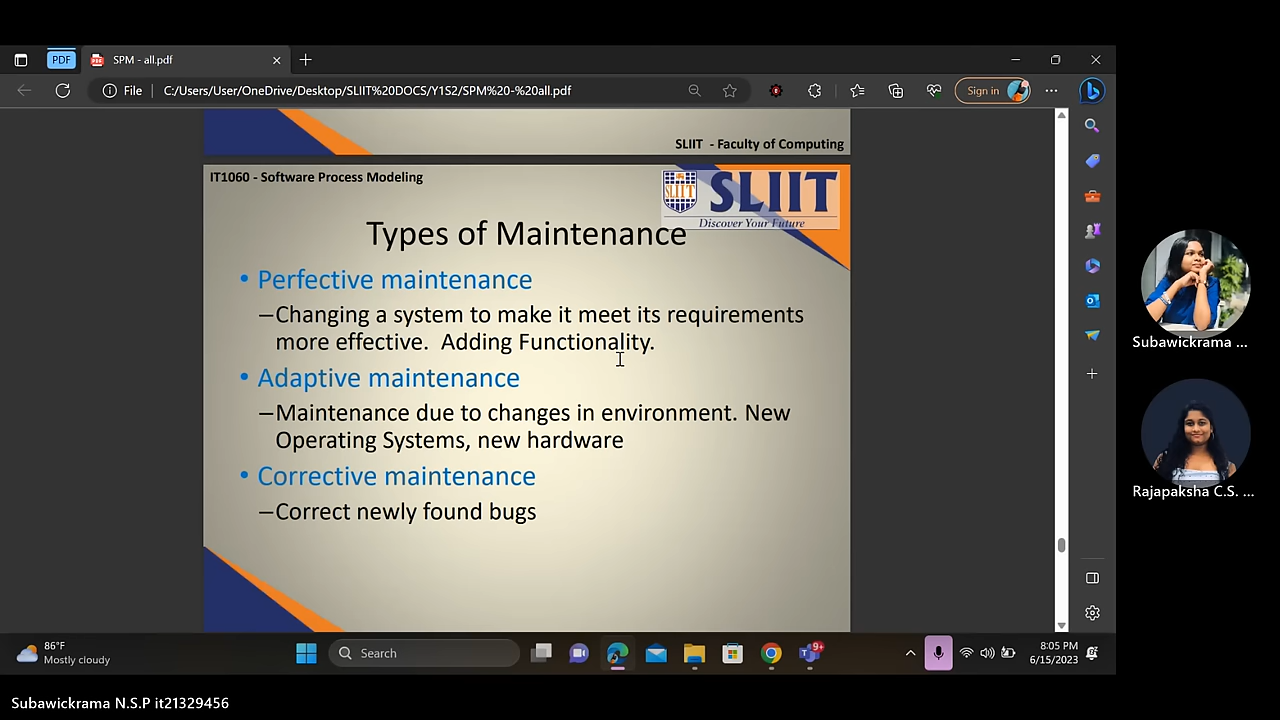 PDF
SPM - all.pdf
File
C:/Users/User/OneDrive/Desktop/SLIIT%20DOCS/Y1S2/SPM%20-%20all.pdf
Sign in
SLIIT - Faculty of Computing
IT1060 - Software Process Modeling
SLIIT
SLIIT
Discover Your Future
Types of Maintenance
• Perfective maintenance
–Changing a system to make it meet its requirements
more effective. Adding Functionality.
• Adaptive maintenance
–Maintenance due to changes in environment. New
Operating Systems, new hardware
• Corrective maintenance
–Correct newly found bugs
Subawickrama ...
Rajapaksha C.S. ...
86°F
Mostly cloudy
Search
9+
8:05 PM
6/15/2023
Subawickrama N.S.P it21329456